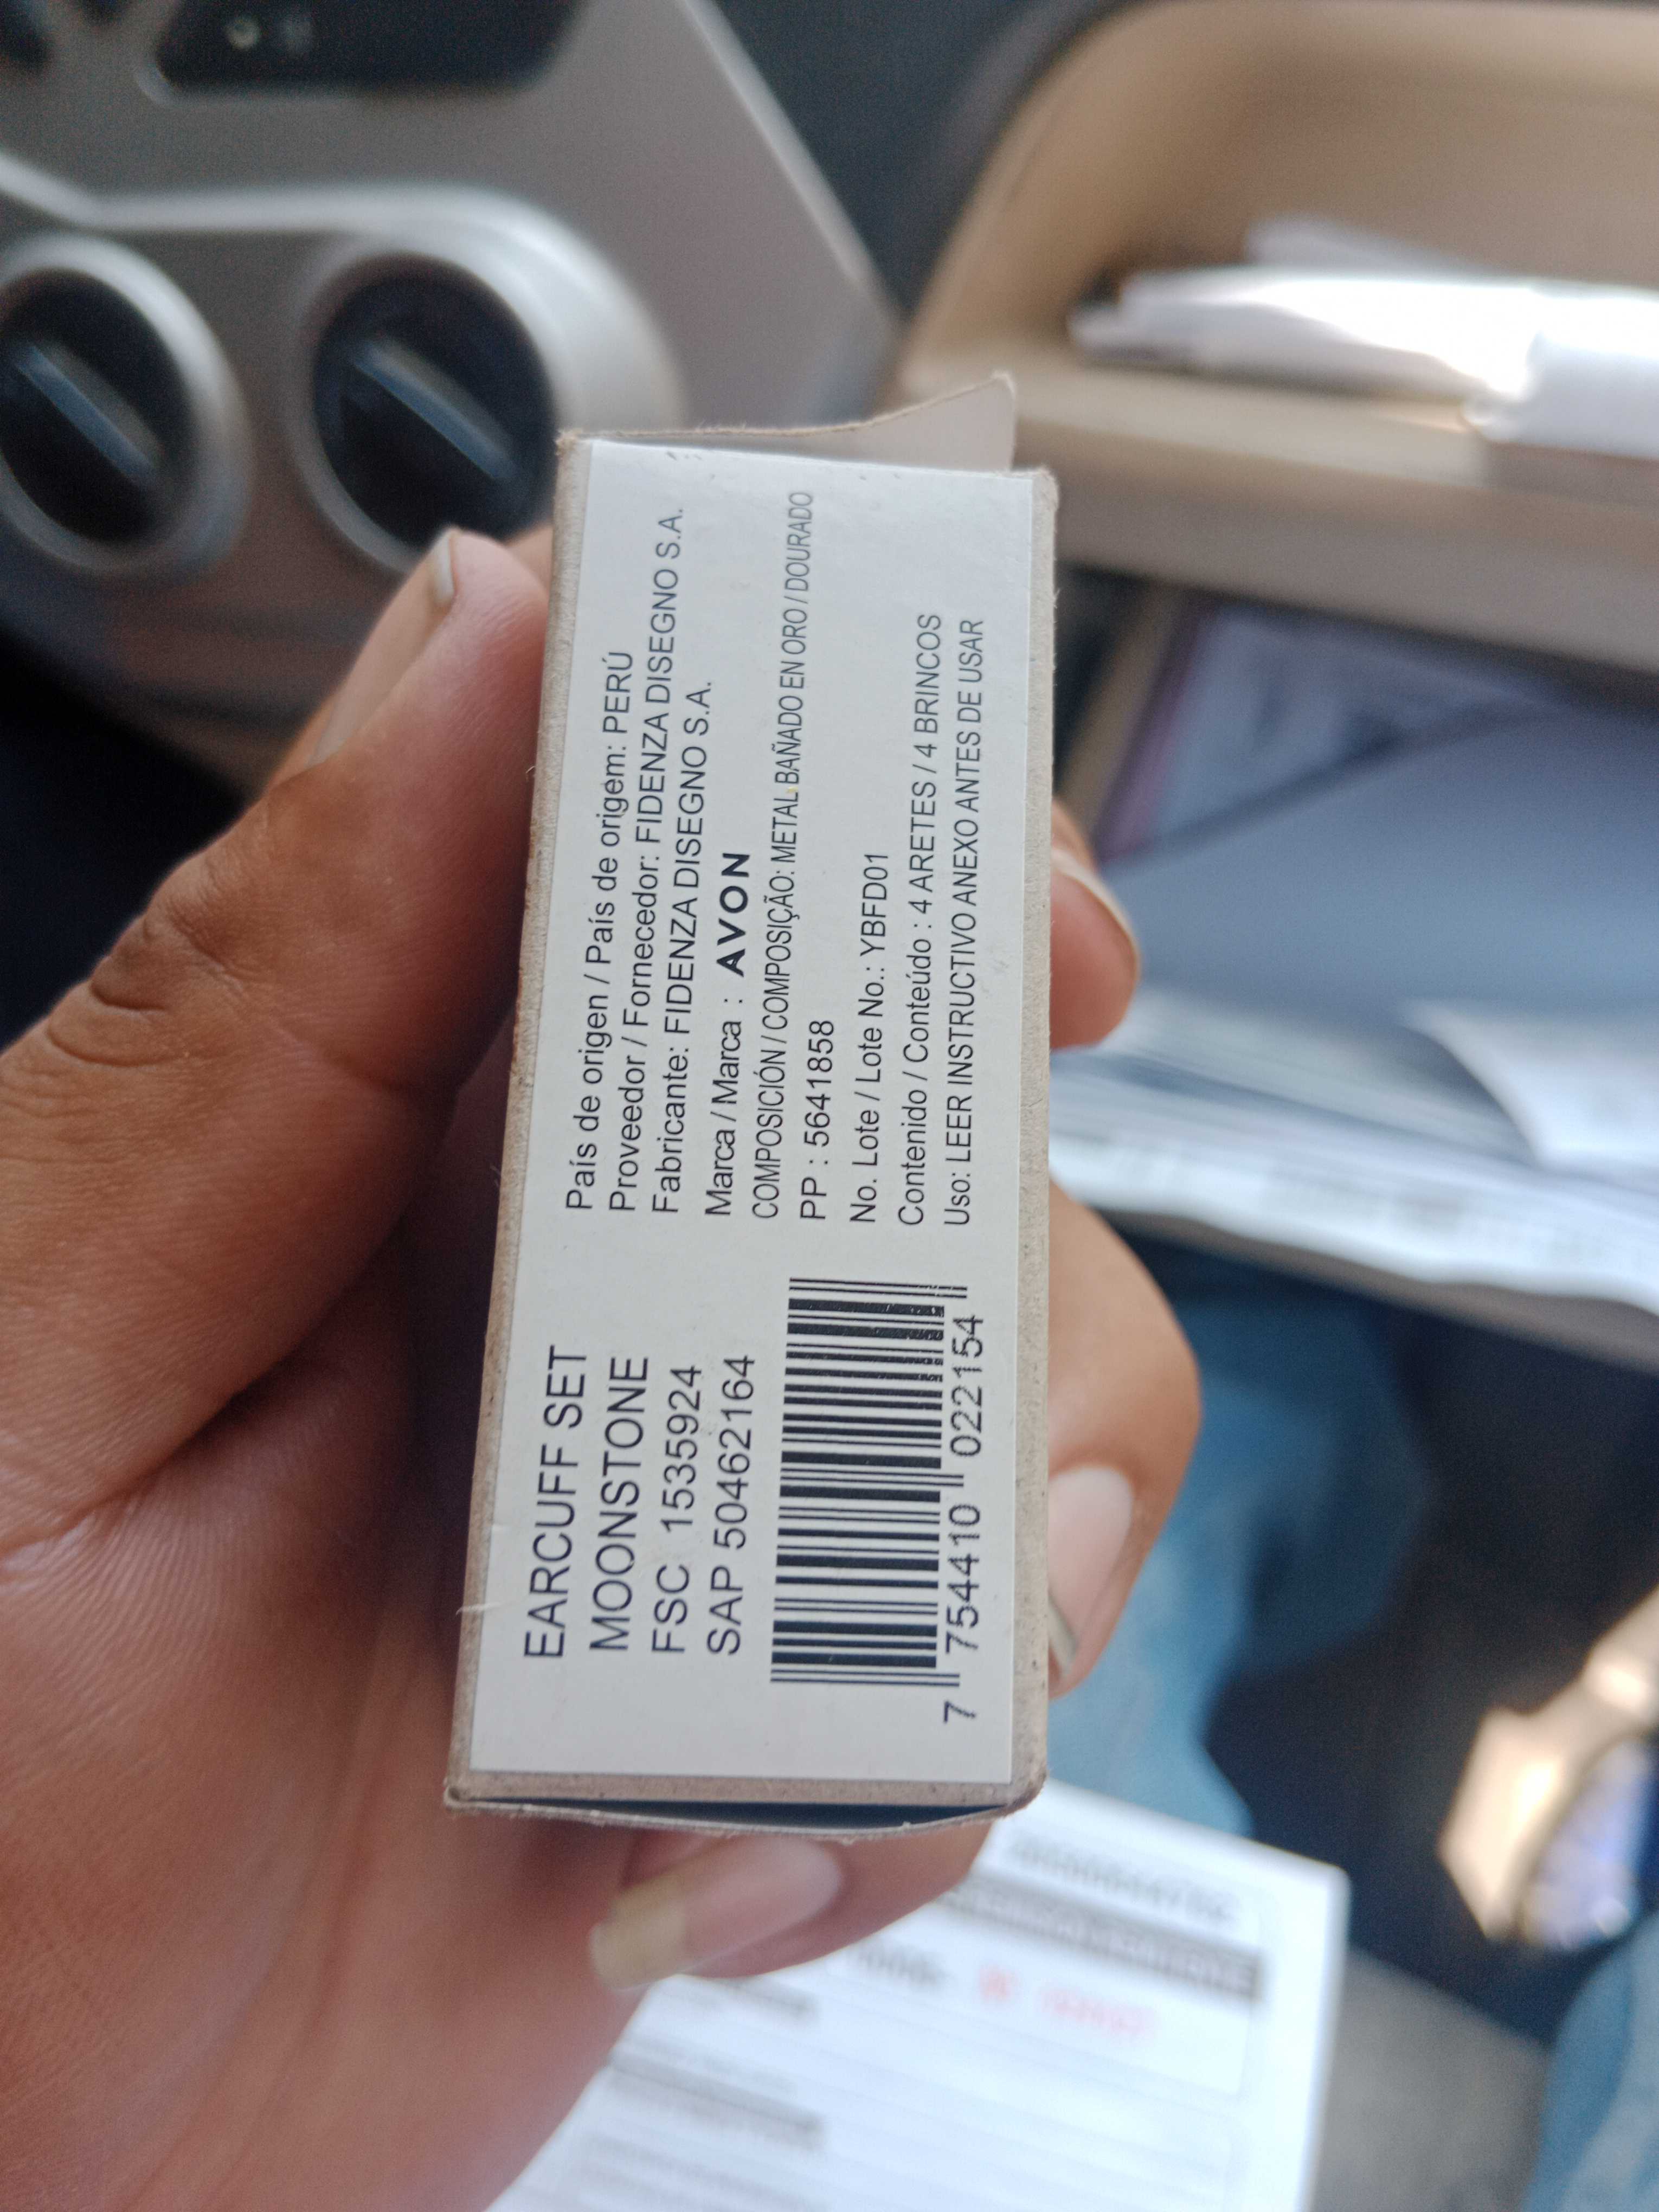 EARCUFF SET
MOONSTONE
FSC 1535924
SAP 50462164
7 754410 022154
País de origen / País de origem: PERÚ
Proveedor / Fornecedor: FIDENZA DISEGNO S.A.
Fabricante: FIDENZA DISEGNO S.A.
Marca / Marca : AVON
COMPOSICIÓN / COMPOSIÇÃO: METAL BAÑADO EN ORO / DOURADO
PP : 5641858
No. Lote / Lote No.: YBFD01
Contenido / Conteúdo : 4 ARETES / 4 BRINCOS
Uso: LEER INSTRUCTIVO ANEXO ANTES DE USAR